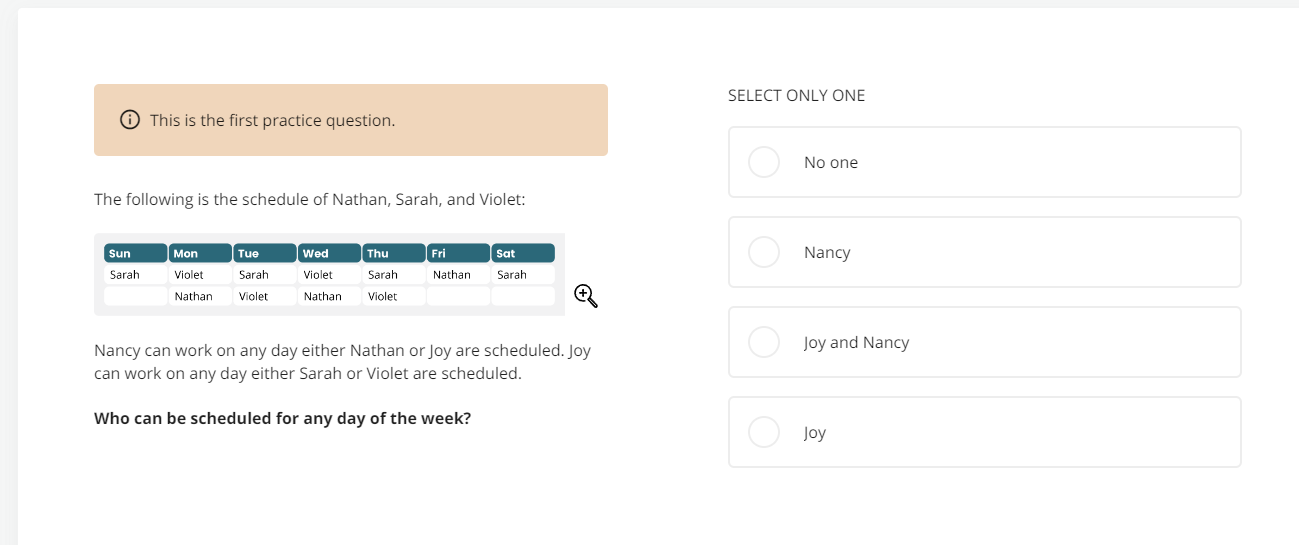 This is the first practice question.
The following is the schedule of Nathan, Sarah, and Violet:
Sun Mon Tue Wed Thu Fri Sat
Sarah Violet Sarah Violet Sarah Nathan Sarah
Nathan Violet Nathan Violet
Nancy can work on any day either Nathan or Joy are scheduled. Joy
can work on any day either Sarah or Violet are scheduled.
Who can be scheduled for any day of the week?
SELECT ONLY ONE
No one
Nancy
Joy and Nancy
Joy